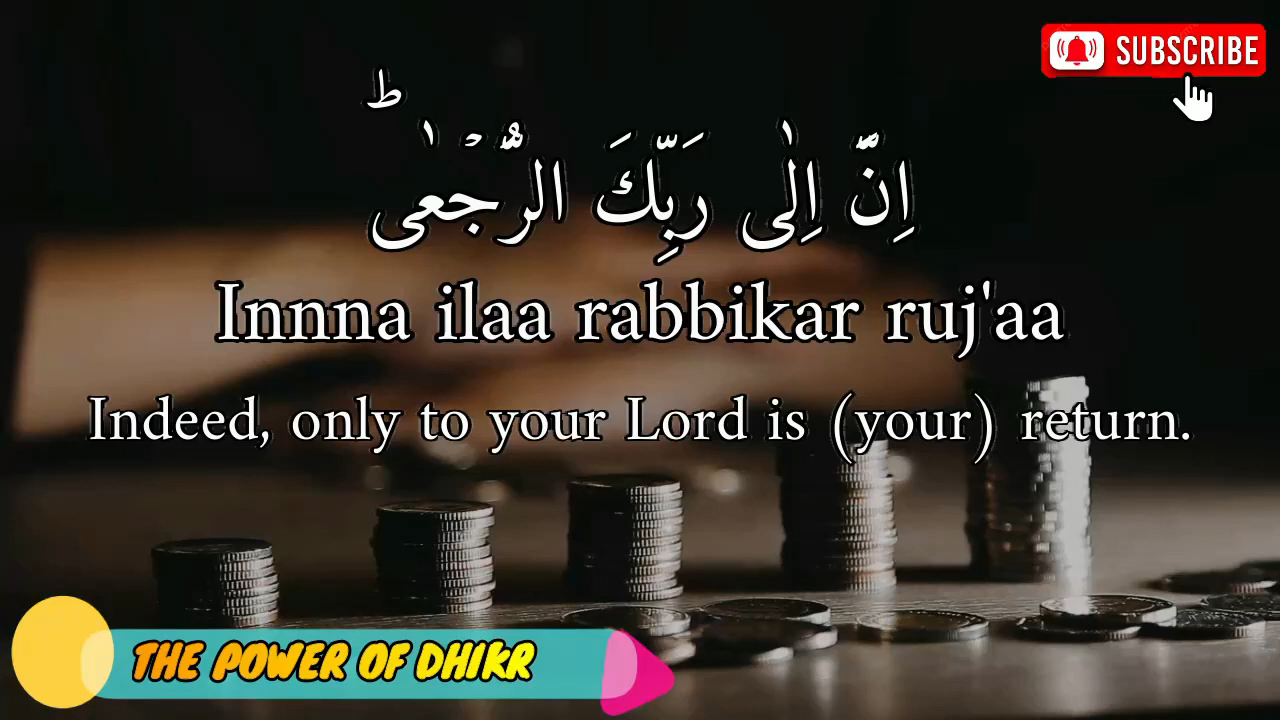 SUBSCRIBE
اِنَّ اِلٰى رَبِّكَ الرُّجْعٰىؕ
Innna ilaa rabbikar ruj'aa
Indeed, only to your Lord is (your) return.
THE POWER OF DHIKR